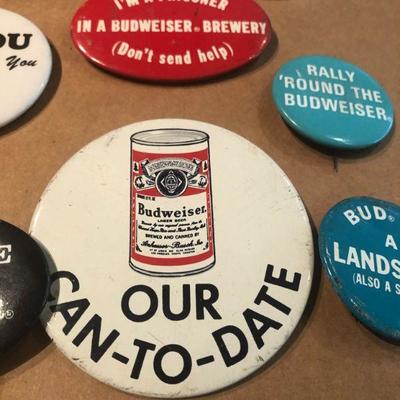 I'M A PRISONER
IN A BUDWEISER® BREWERY
(Don't send help)
OU
You
RALLY
'ROUND THE
BUDWEISER
Budweiser.
LAGER BEER
BREWED AND CANNED BY
Anheuser-Busch, Inc.
OUR
CAN-TO-DATE
BUD®
A
LANDS
(ALSO A S
E